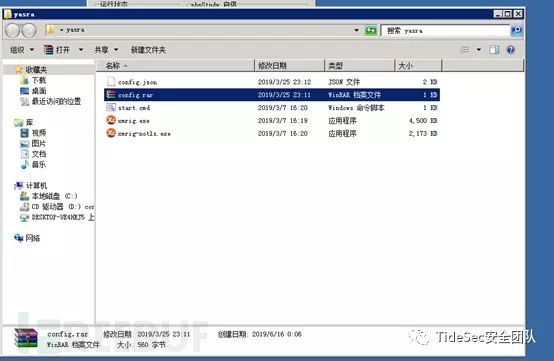 运行状态 phpStudy 启停
yasra
yasra
搜索 yasra
组织 打开 共享 新建文件夹
名称 修改日期 类型 大小
收藏夹
下载
桌面
最近访问的位置
库
视频
图片
文档
音乐
计算机
本地磁盘 (C:)
CD 驱动器 (D:) cor
DESKTOP-UE4HEJ5 上
网络
config.json 2019/3/25 23:12 JSON 文件 2 KB
config.rar 2019/3/25 23:11 WinRAR 档案文件 1 KB
start.cmd 2019/3/7 16:20 Windows 命令脚本 1 KB
xmrig.exe 2019/3/7 16:19 应用程序 4,500 KB
xmrig-notls.exe 2019/3/7 16:20 应用程序 2,173 KB
config.rar 修改日期: 2019/3/25 23:11 创建日期: 2019/6/16 0:06
WinRAR 档案文件 大小: 560 字节
REEBUF
TideSec安全团队